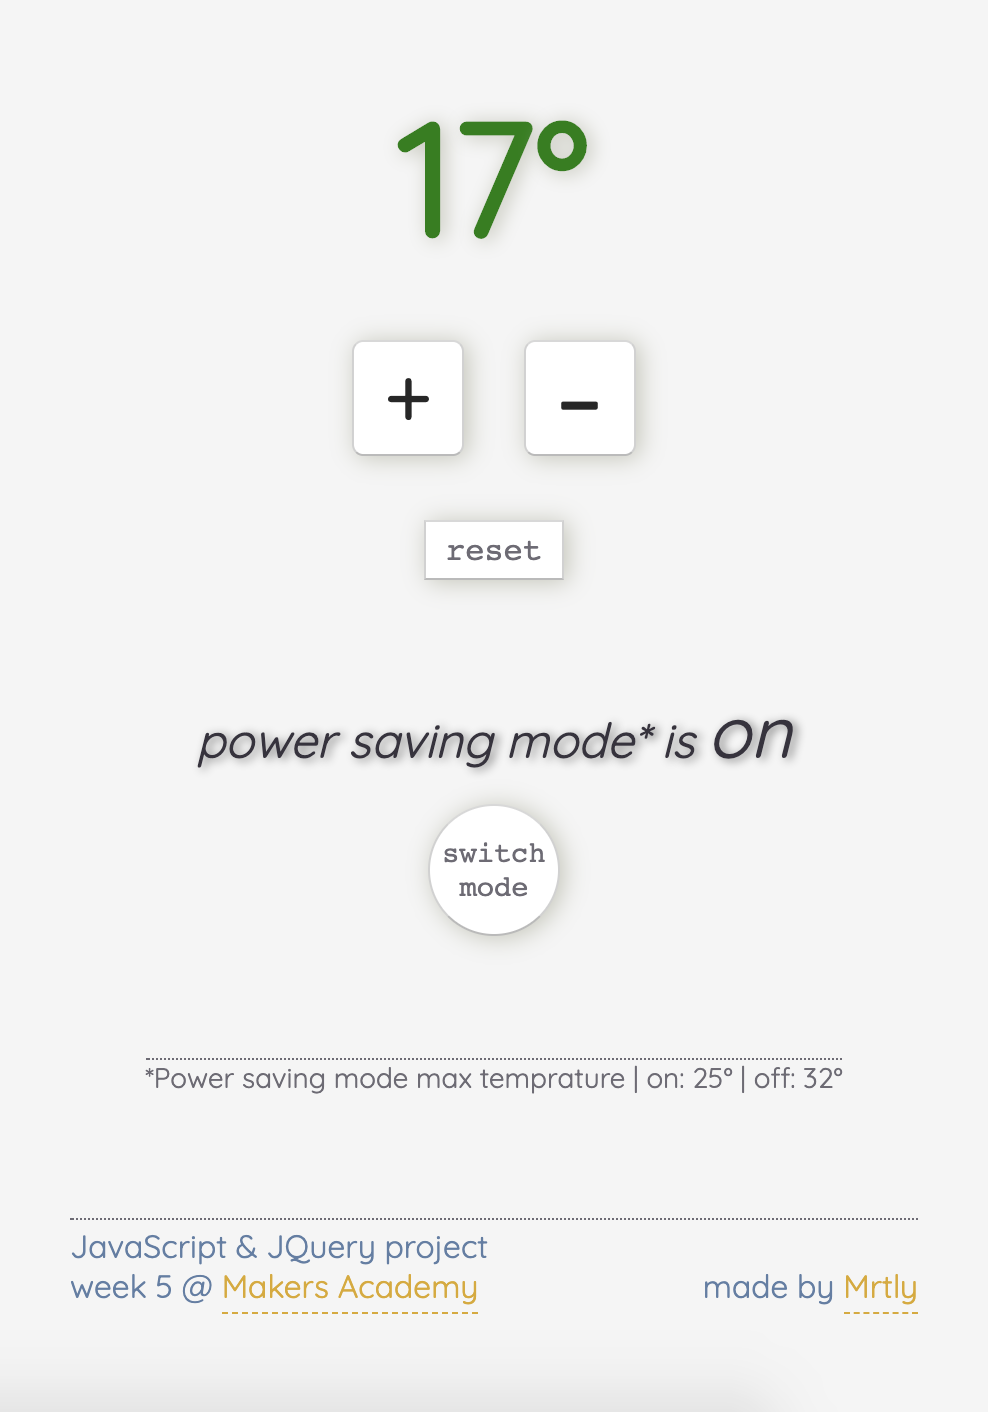 17°
+ -
reset
power saving mode* is on
switch
mode
*Power saving mode max temprature | on: 25° | off: 32°
JavaScript & JQuery project
week 5 @ Makers Academy
made by Mrtly